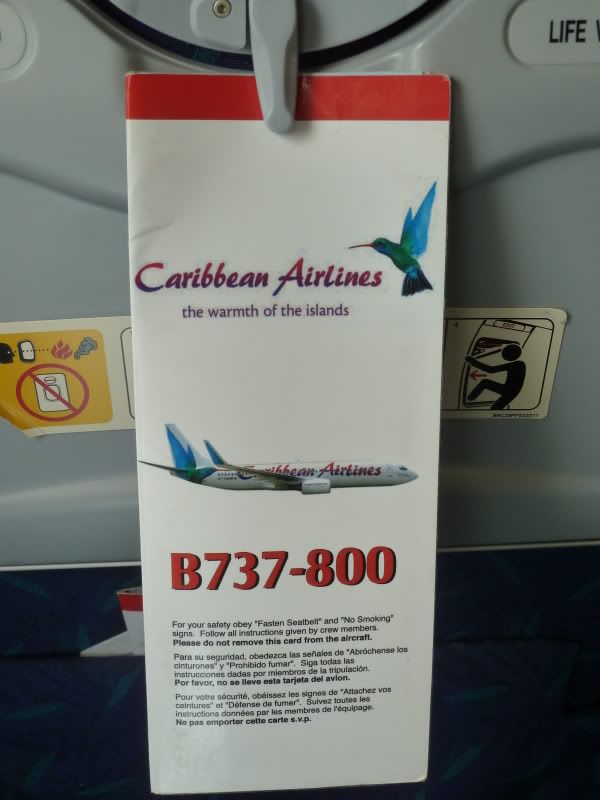 LIFE
Caribbean Airlines
the warmth of the islands
EXIT
4
Caribbean Airlines
B737-800
For your safety obey "Fasten Seatbelt" and "No Smoking"
signs. Follow all instructions given by crew members.
Please do not remove this card from the aircraft.
Para su seguridad, obedezca las señales de "Abróchense los
cinturones" y "Prohibido fumar". Siga todas las
instrucciones dadas por miembros de la tripulación.
Por favor, no se lleve esta tarjeta del avion.
Pour votre sécurité, obéissez les signes de "Attachez vos
ceintures" et "Défense de fumer". Suivez toutes les
instructions données par les membres de l'équipage.
Ne pas emporter cette carte s.v.p.